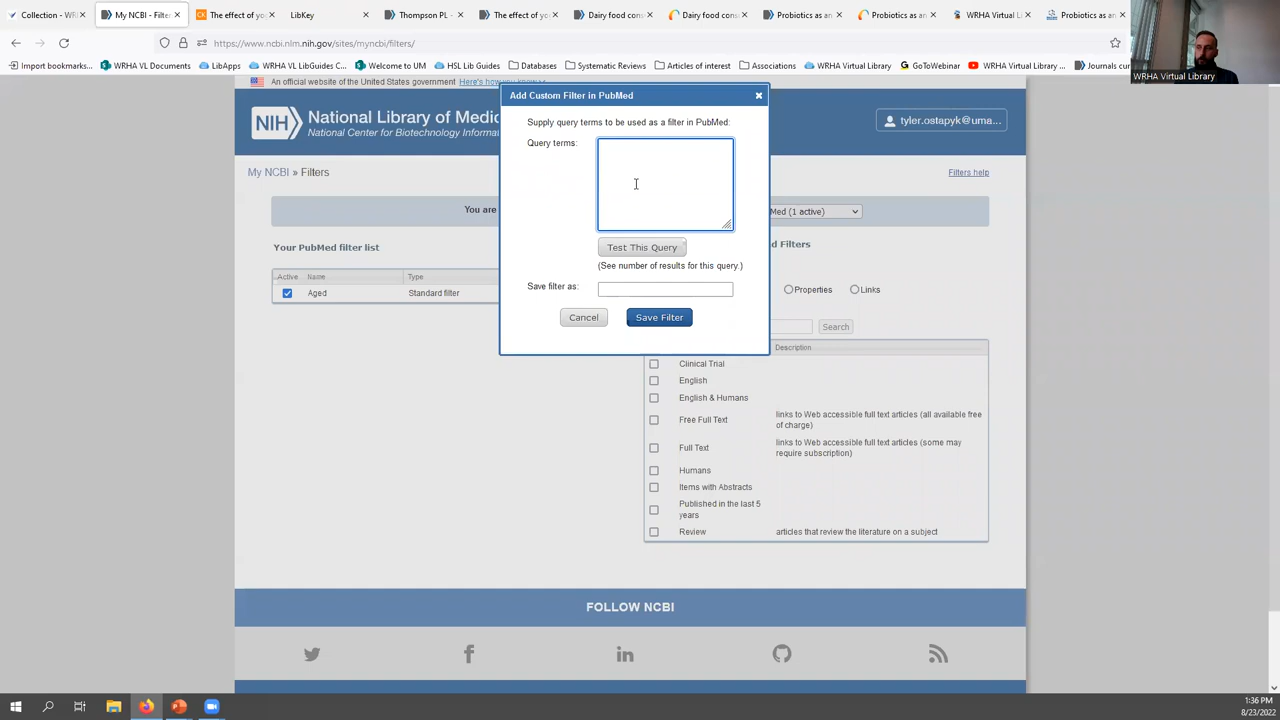 Collection - WRH
My NCBI - Filter
The effect of yo
LibKey
Thompson PL -
The effect of yo
Dairy food cons
Dairy food cons
Probiotics as an
Probiotics as an
WRHA Virtual Li
Probiotics as an
https://www.ncbi.nlm.nih.gov/sites/myncbi/filters/
WRHA Virtual Library
Import bookmarks...
WRHA VL Documents
LibApps
WRHA VL LibGuides C
Welcome to UM
HSL Lib Guides
Databases
Systematic Reviews
Articles of interest
Associations
WRHA Virtual Library
GoToWebinar
WRHA Virtual Library
Journals cur
An official website of the United States government Here's how you know
NIH
National Library of Medic
National Center for Biotechnology Informa
tyler.ostapyk@uma...
My NCBI » Filters
Filters help
You are
Med (1 active)
Your PubMed filter list
d Filters
Active Name Type
Aged Standard filter
Properties Links
Search
Description
Clinical Trial
English
English & Humans
Free Full Text
links to Web accessible full text articles (all available free
of charge)
Full Text
links to Web accessible full text articles (some may
require subscription)
Humans
Items with Abstracts
Published in the last 5
years
Review
articles that review the literature on a subject
Add Custom Filter in PubMed
Supply query terms to be used as a filter in PubMed:
Query terms:
Test This Query
(See number of results for this query.)
Save filter as:
Cancel
Save Filter
FOLLOW NCBI
1:36 PM
8/23/2022